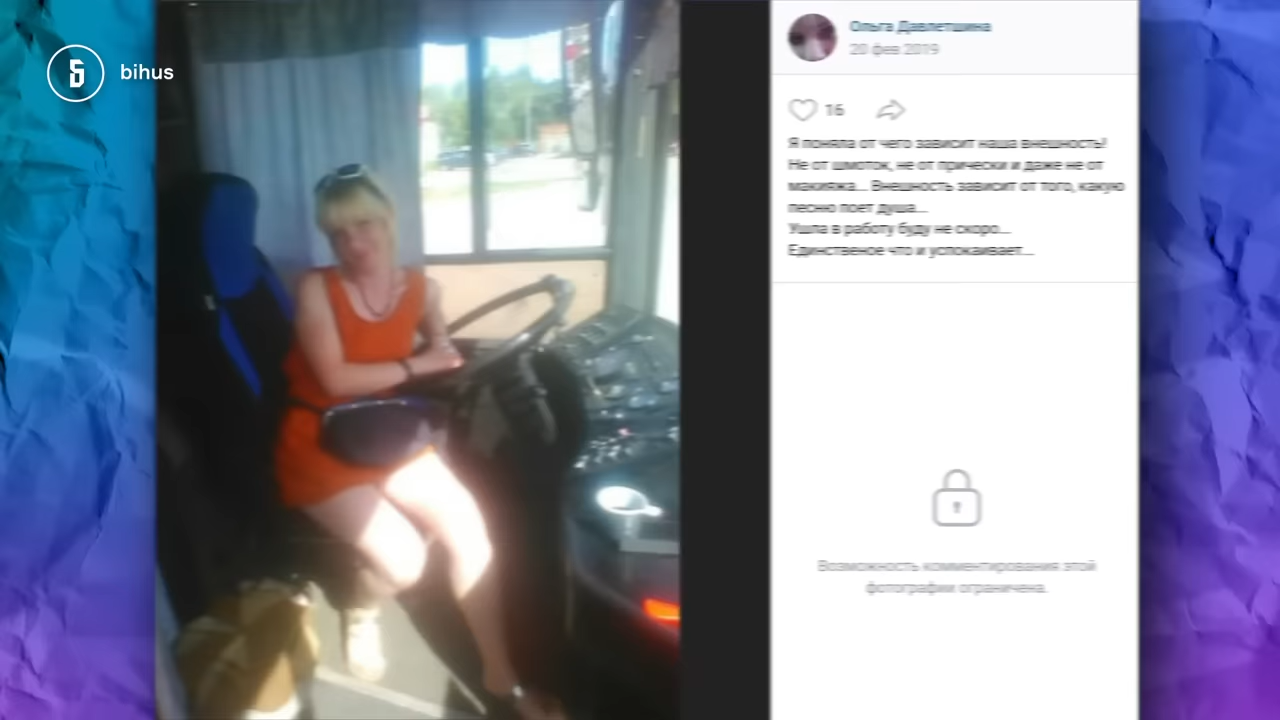 bihus
Ольга Давлетшина
20 фев 2019
16
Я поняла от чего зависит наша внешность!
Не от шмоток, не от прически и даже не от
макияжа... Внешность зависит от того, какую
песню поет душа...
Ушла в работу буду не скоро...
Единственое что и успокаивает...
Возможность комментирования этой
фотографии ограничена.